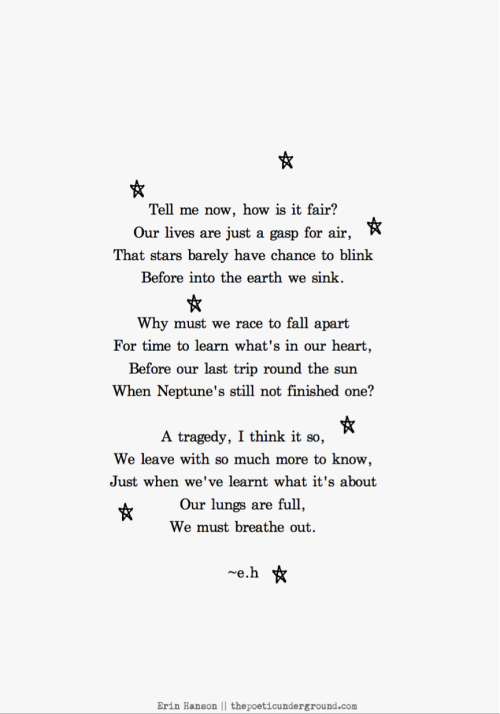 Tell me now, how is it fair?
Our lives are just a gasp for air,
That stars barely have chance to blink
Before into the earth we sink.
Why must we race to fall apart
For time to learn what's in our heart,
Before our last trip round the sun
When Neptune's still not finished one?
A tragedy, I think it so,
We leave with so much more to know,
Just when we've learnt what it's about
Our lungs are full,
We must breathe out.
~e.h
Erin Hanson || thepoeticunderground.com